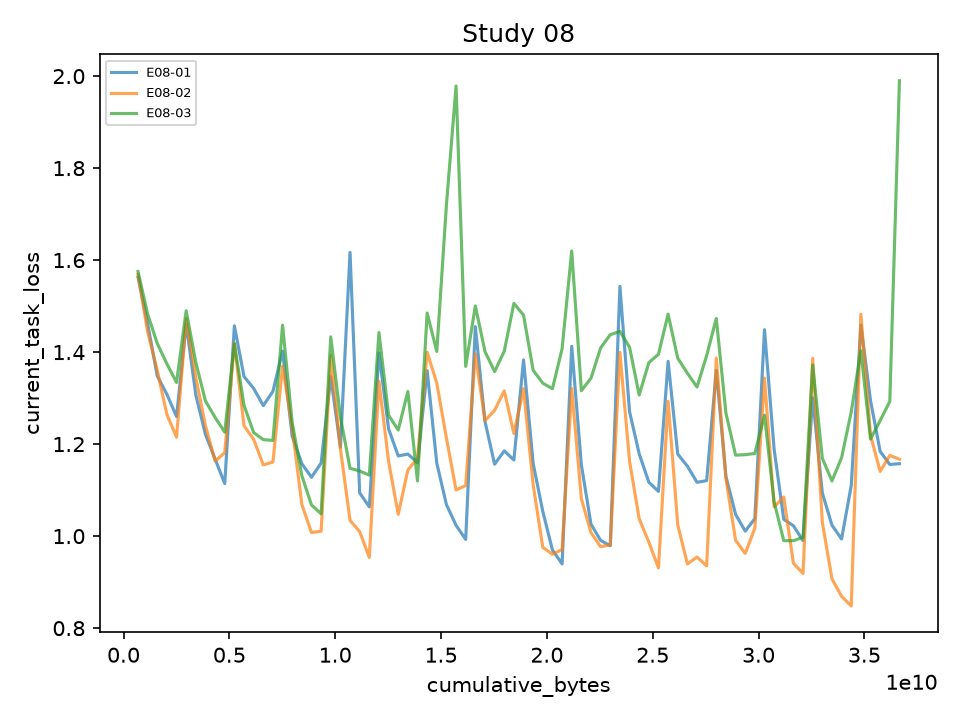 Study 08
E08-01
E08-02
E08-03
current_task_loss
2.0
1.8
1.6
1.4
1.2
1.0
0.8
0.0 0.5 1.0 1.5 2.0 2.5 3.0 3.5
1e10
cumulative_bytes